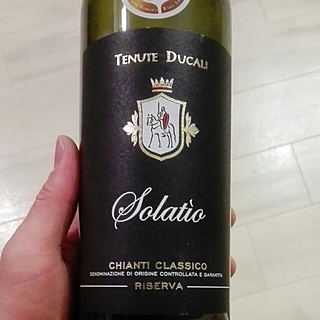 TENUTE DUCALI
Solatìo
CHIANTI CLASSICO
DENOMINAZIONE DI ORIGINE CONTROLLATA E GARANTITA
RISERVA